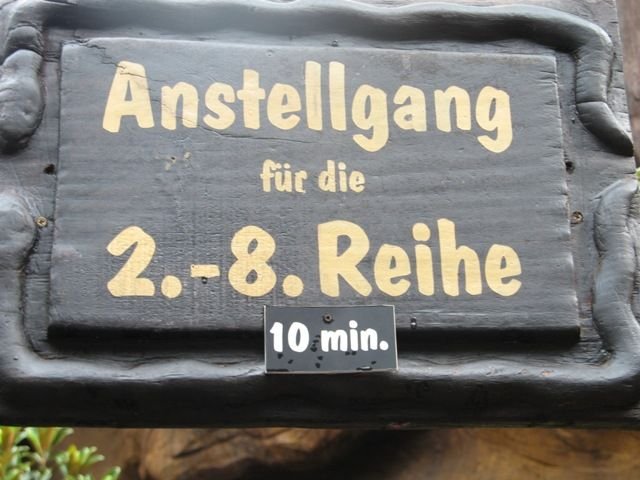 Anstellgang
für die
2.-8. Reihe
10 min.